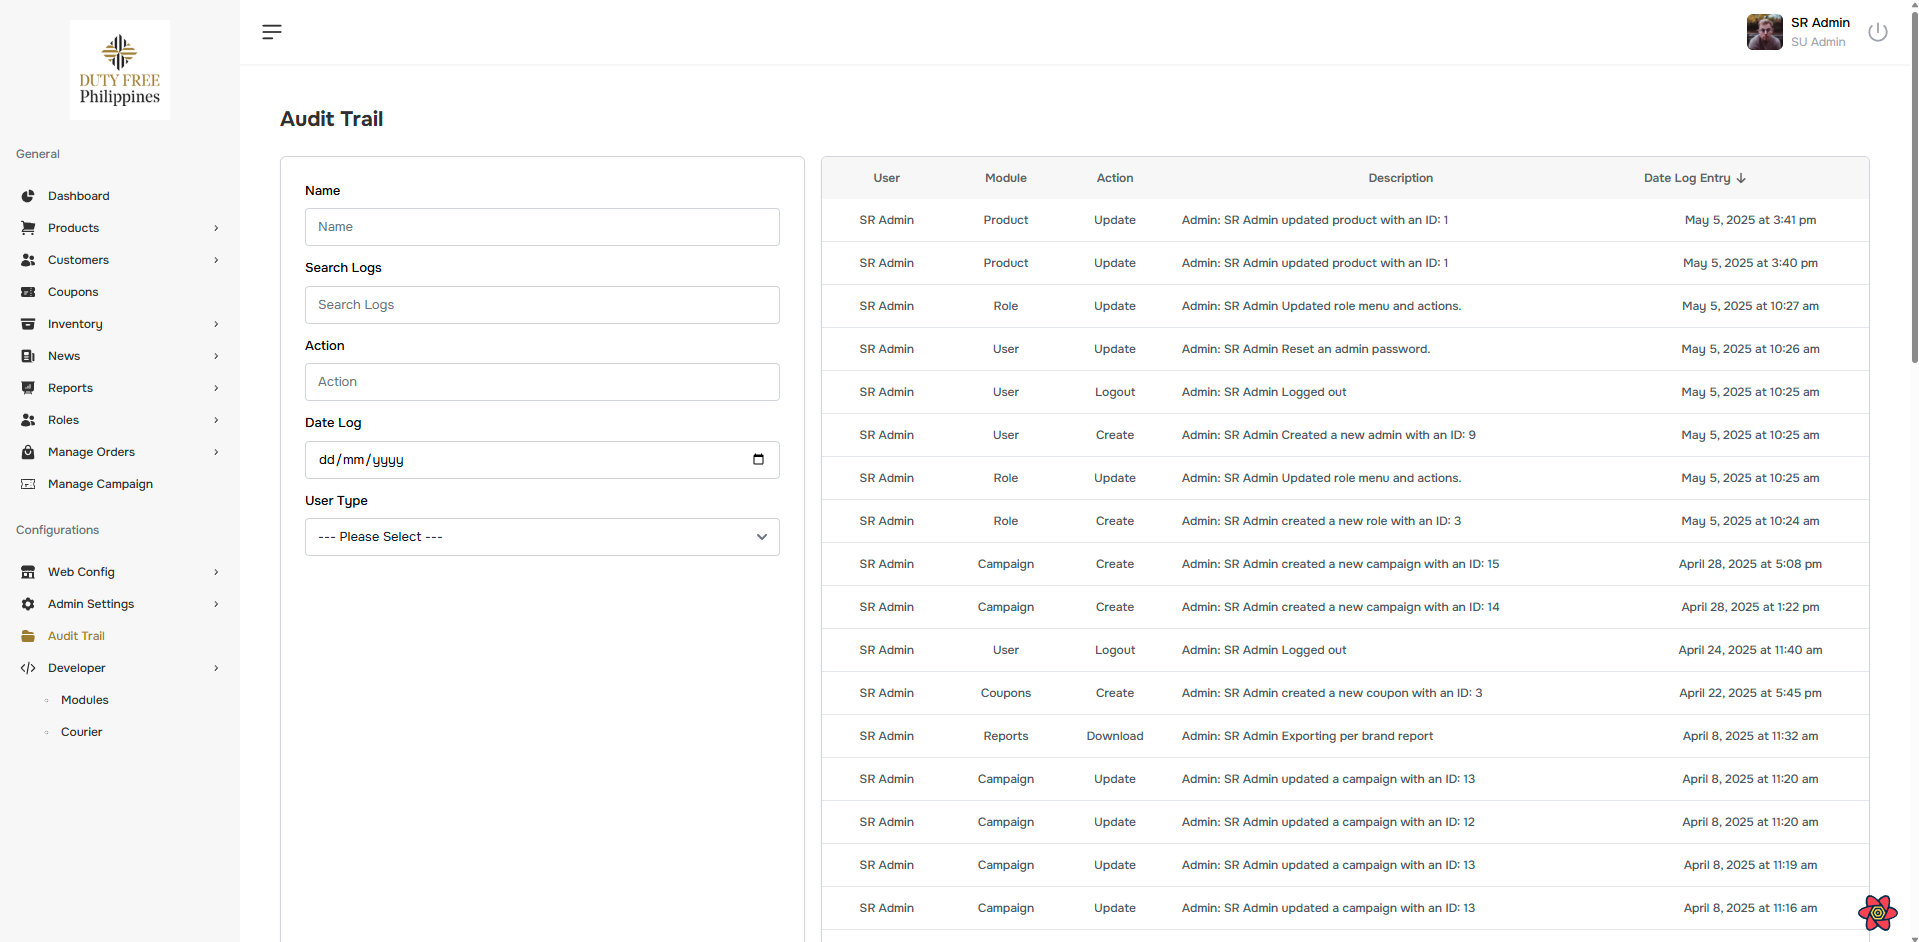 DUTY FREE
Philippines
SR Admin
SU Admin
General
Dashboard
Products
Customers
Coupons
Inventory
News
Reports
Roles
Manage Orders
Manage Campaign
Configurations
Web Config
Admin Settings
Audit Trail
Developer
Modules
Courier
Audit Trail
Name
Name
Search Logs
Search Logs
Action
Action
Date Log
dd/mm/yyyy
User Type
--- Please Select ---
User Module Action Description Date Log Entry
SR Admin Product Update Admin: SR Admin updated product with an ID: 1 May 5, 2025 at 3:41 pm
SR Admin Product Update Admin: SR Admin updated product with an ID: 1 May 5, 2025 at 3:40 pm
SR Admin Role Update Admin: SR Admin Updated role menu and actions. May 5, 2025 at 10:27 am
SR Admin User Update Admin: SR Admin Reset an admin password. May 5, 2025 at 10:26 am
SR Admin User Logout Admin: SR Admin Logged out May 5, 2025 at 10:25 am
SR Admin User Create Admin: SR Admin Created a new admin with an ID: 9 May 5, 2025 at 10:25 am
SR Admin Role Update Admin: SR Admin Updated role menu and actions. May 5, 2025 at 10:25 am
SR Admin Role Create Admin: SR Admin created a new role with an ID: 3 May 5, 2025 at 10:24 am
SR Admin Campaign Create Admin: SR Admin created a new campaign with an ID: 15 April 28, 2025 at 5:08 pm
SR Admin Campaign Create Admin: SR Admin created a new campaign with an ID: 14 April 28, 2025 at 1:22 pm
SR Admin User Logout Admin: SR Admin Logged out April 24, 2025 at 11:40 am
SR Admin Coupons Create Admin: SR Admin created a new coupon with an ID: 3 April 22, 2025 at 5:45 pm
SR Admin Reports Download Admin: SR Admin Exporting per brand report April 8, 2025 at 11:32 am
SR Admin Campaign Update Admin: SR Admin updated a campaign with an ID: 13 April 8, 2025 at 11:20 am
SR Admin Campaign Update Admin: SR Admin updated a campaign with an ID: 12 April 8, 2025 at 11:20 am
SR Admin Campaign Update Admin: SR Admin updated a campaign with an ID: 13 April 8, 2025 at 11:19 am
SR Admin Campaign Update Admin: SR Admin updated a campaign with an ID: 13 April 8, 2025 at 11:16 am